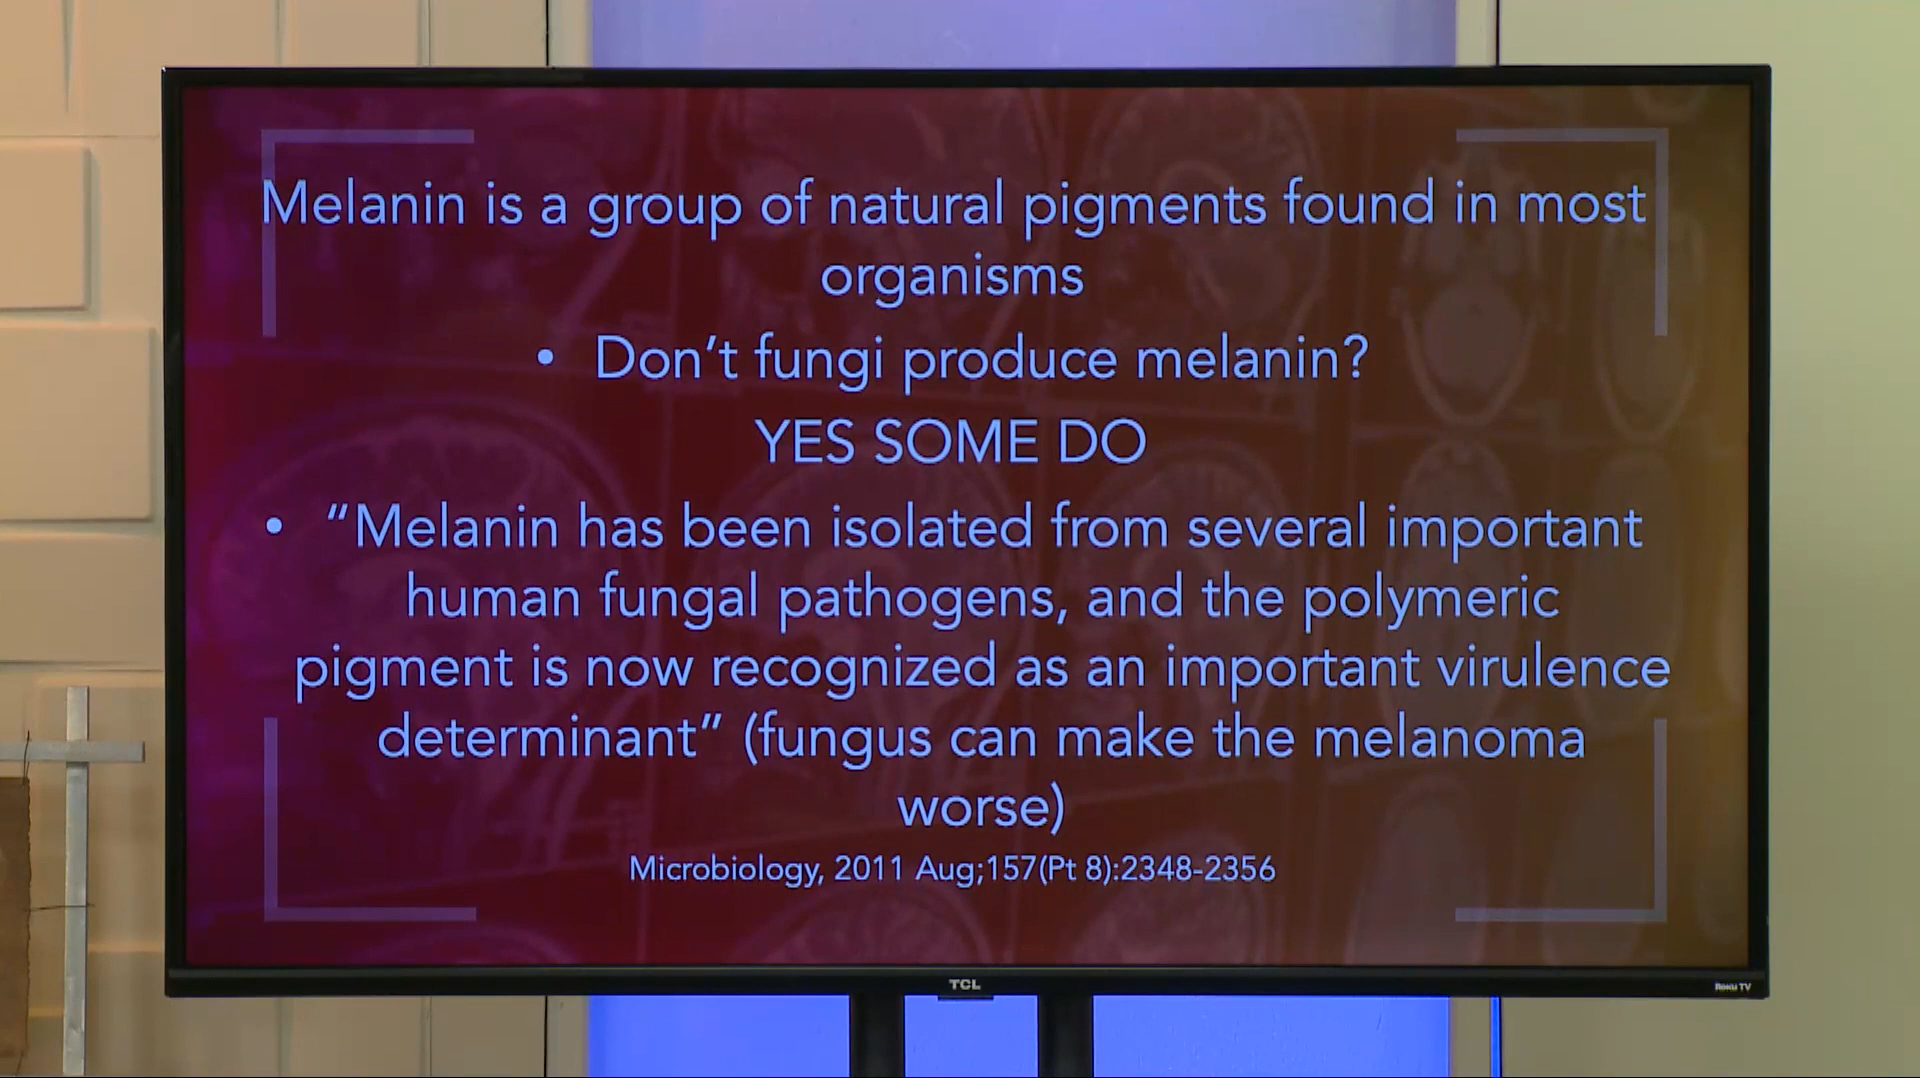 Melanin is a group of natural pigments found in most
organisms
• Don't fungi produce melanin?
YES SOME DO
• "Melanin has been isolated from several important
human fungal pathogens, and the polymeric
pigment is now recognized as an important virulence
determinant" (fungus can make the melanoma
worse)
Microbiology, 2011 Aug;157(Pt 8):2348-2356
TCL
Roku TV